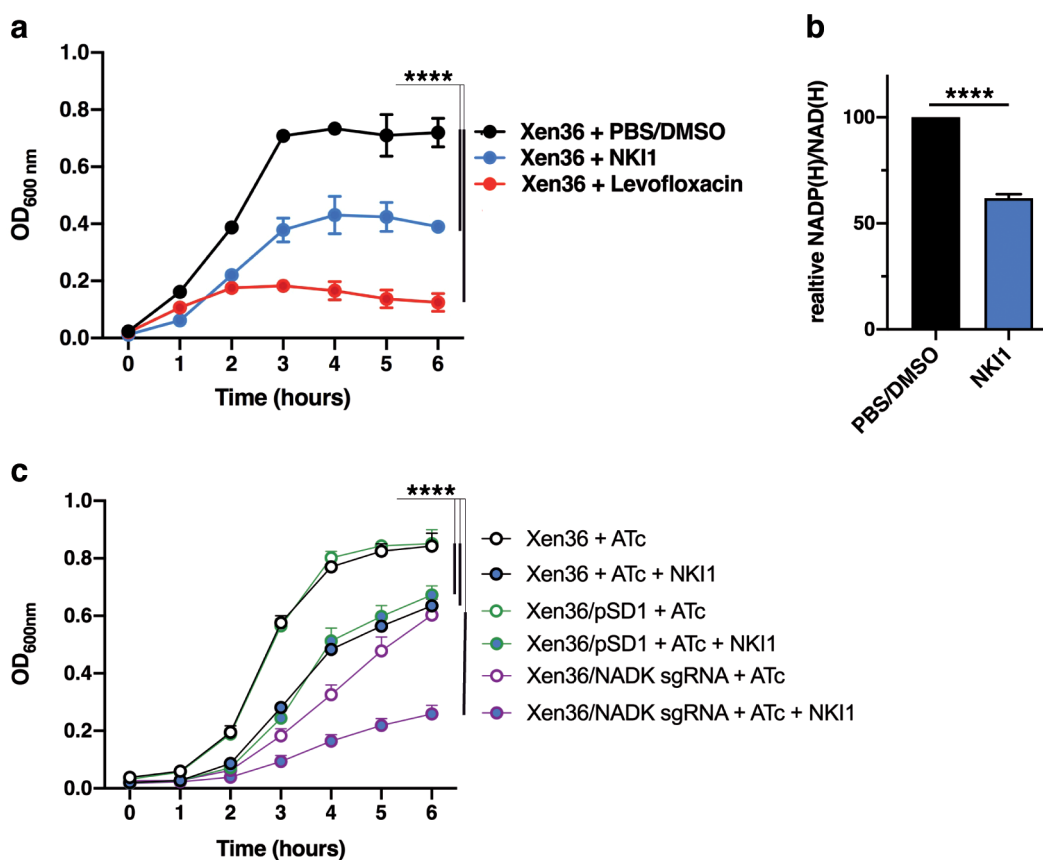 a
1.0
0.8
0.6
0.4
0.2
0.0
OD600 nm
0 1 2 3 4 5 6
Time (hours)
****
Xen36 + PBS/DMSO
Xen36 + NKI1
Xen36 + Levofloxacin
b
****
100
50
0
realtive NADP(H)/NAD(H)
PBS/DMSO
NKI1
c
1.0
0.8
0.6
0.4
0.2
0.0
OD600nm
0 1 2 3 4 5 6
Time (hours)
****
Xen36 + ATc
Xen36 + ATc + NKI1
Xen36/pSD1 + ATc
Xen36/pSD1 + ATc + NKI1
Xen36/NADK sgRNA + ATc
Xen36/NADK sgRNA + ATc + NKI1